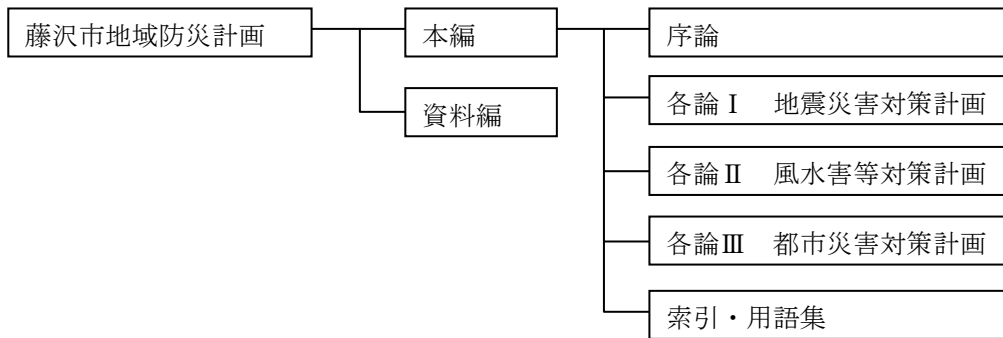 藤沢市地域防災計画
本編
序論
各論Ⅰ　地震災害対策計画
資料編
各論Ⅱ　風水害等対策計画
各論Ⅲ　都市災害対策計画
索引・用語集